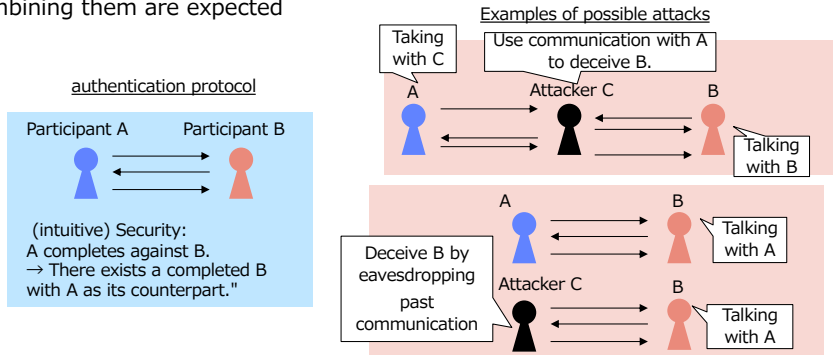 mbining them are expected
authentication protocol
Participant A
Participant B
(intuitive) Security:
A completes against B.
→ There exists a completed B
with A as its counterpart."
Examples of possible attacks
Taking
with C
Use communication with A
to deceive B.
A
Attacker C
B
Talking
with B
A
B
Talking
with A
Deceive B by
eavesdropping
past
communication
Attacker C
B
Talking
with A